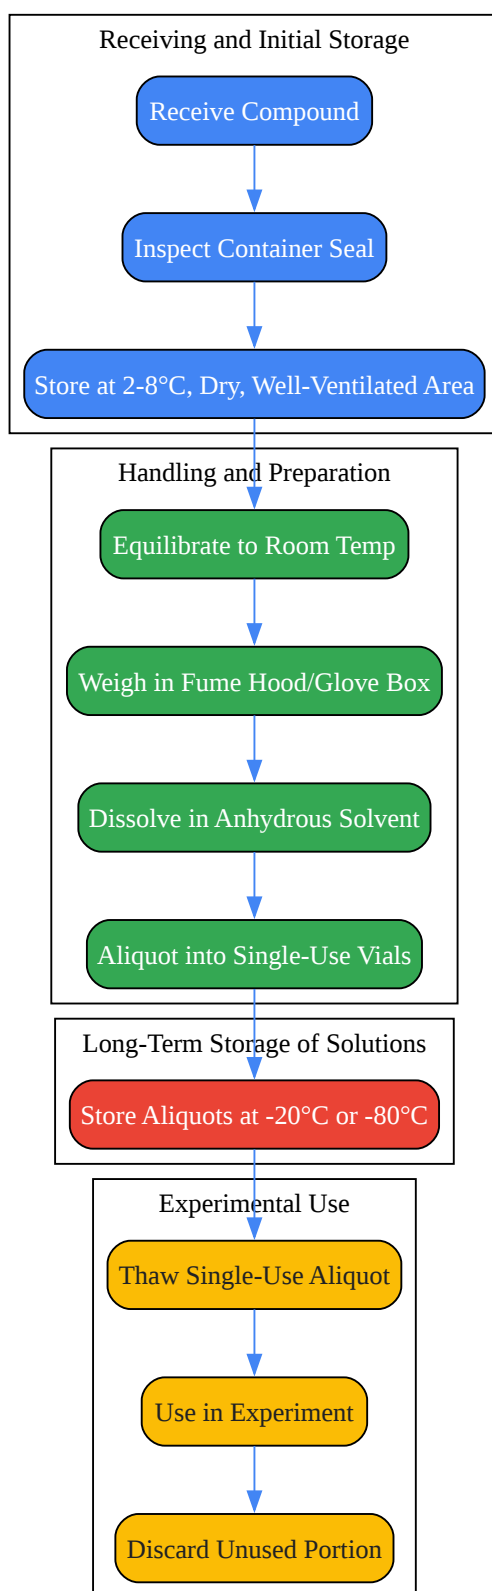 Receiving and Initial Storage
Receive Compound
Inspect Container Seal
Store at 2-8°C, Dry, Well-Ventilated Area
Handling and Preparation
Equilibrate to Room Temp
Weigh in Fume Hood/Glove Box
Dissolve in Anhydrous Solvent
Aliquot into Single-Use Vials
Long-Term Storage of Solutions
Store Aliquots at -20°C or -80°C
Experimental Use
Thaw Single-Use Aliquot
Use in Experiment
Discard Unused Portion